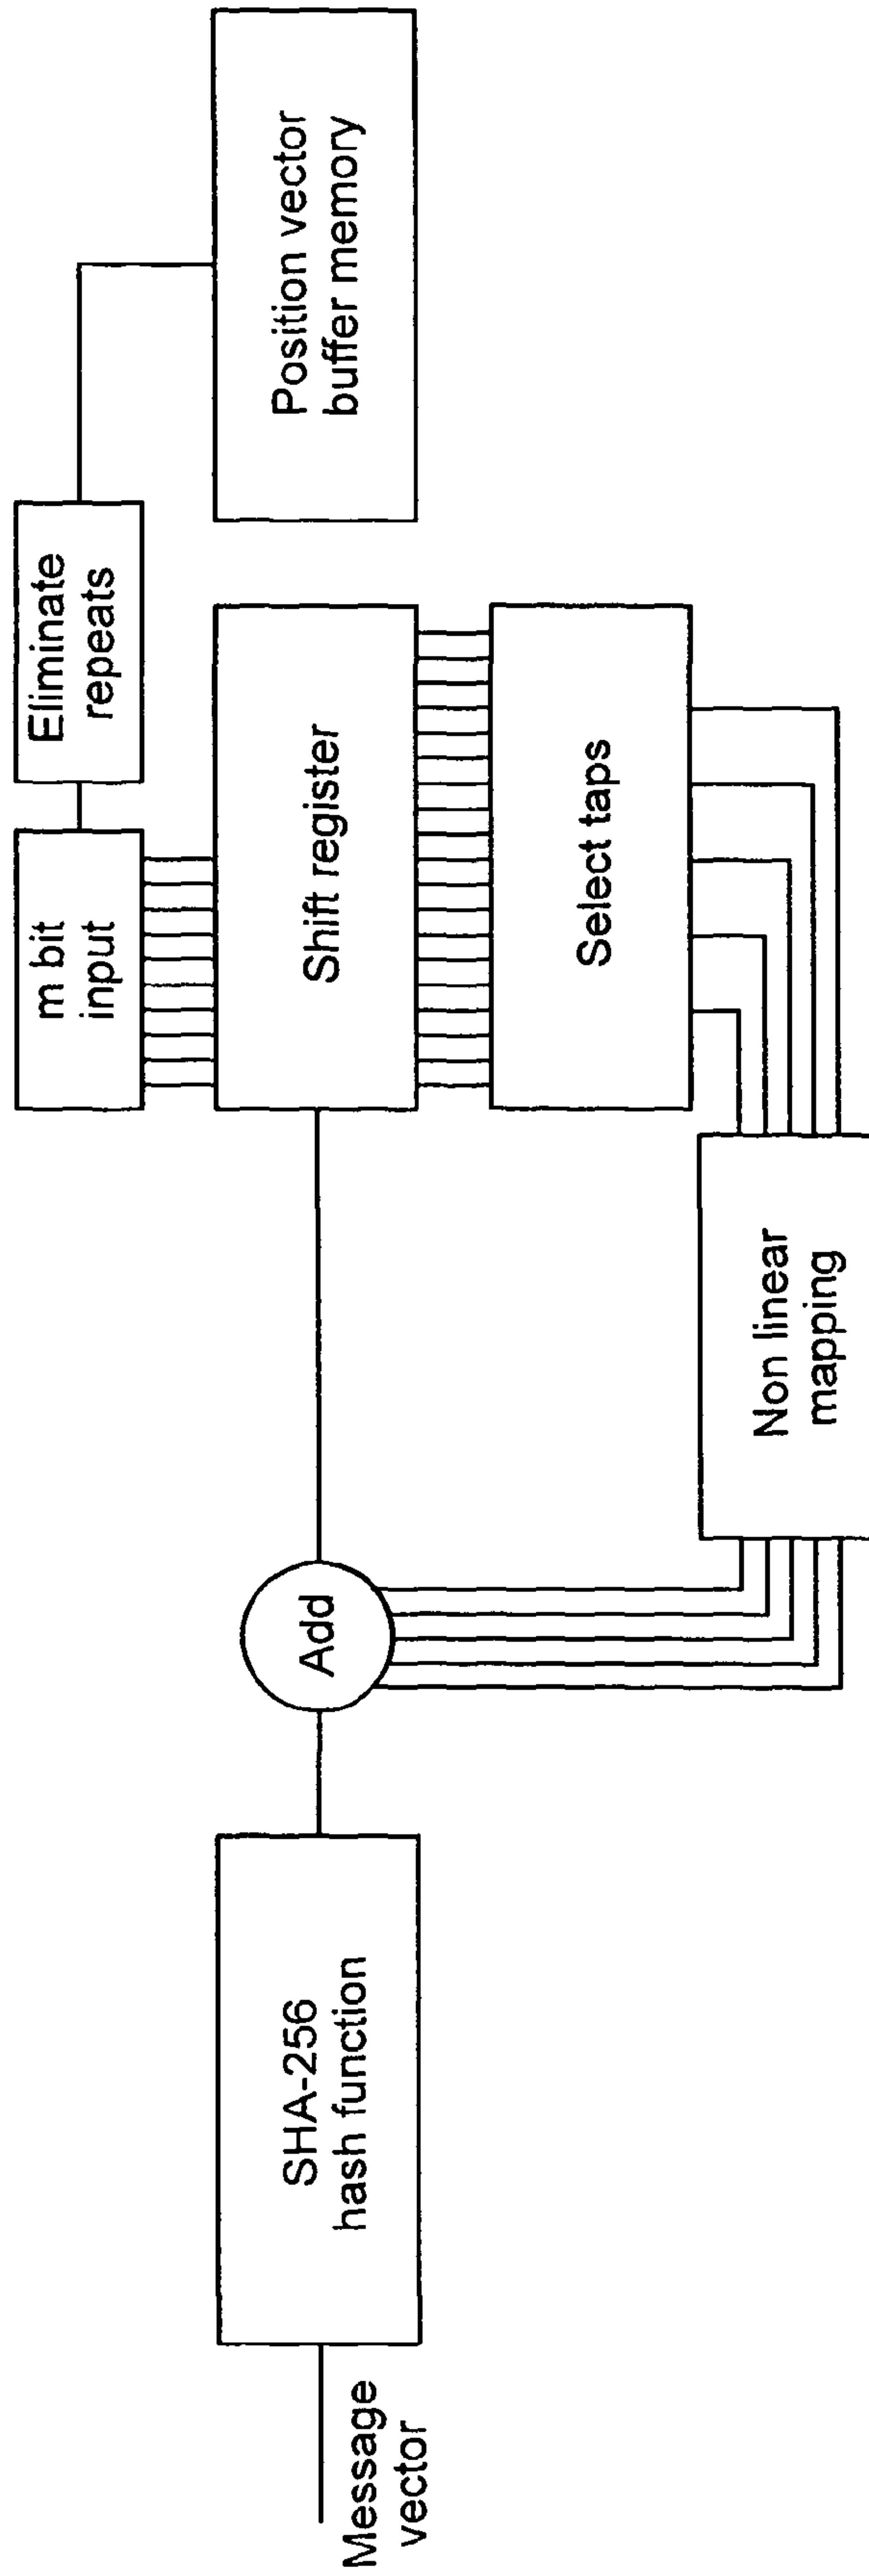 Message
vector
SHA-256
hash function
Add
Non linear
mapping
Shift register
Select taps
m bit
input
Eliminate
repeats
Position vector
buffer memory